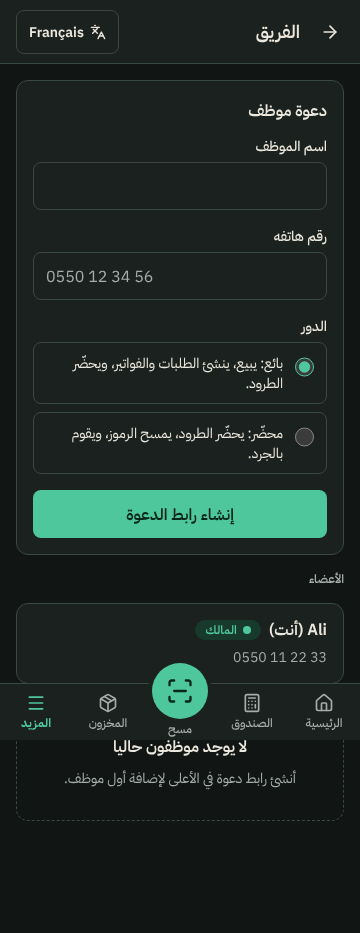 الفريق
Français
دعوة موظف
اسم الموظف
رقم هاتفه
0550 12 34 56
الدور
بائع: يبيع، ينشئ الطلبات والفواتير، ويحضّر
الطرود.
محضّر: يحضّر الطرود، يمسح الرموز، ويقوم
بالجرد.
إنشاء رابط الدعوة
الأعضاء
Ali (أنت)
المالك
0550 11 22 33
الرئيسية
الصندوق
مسح
المخزون
المزيد
لا يوجد موظفون حاليا
أنشئ رابط دعوة في الأعلى لإضافة أول موظف.